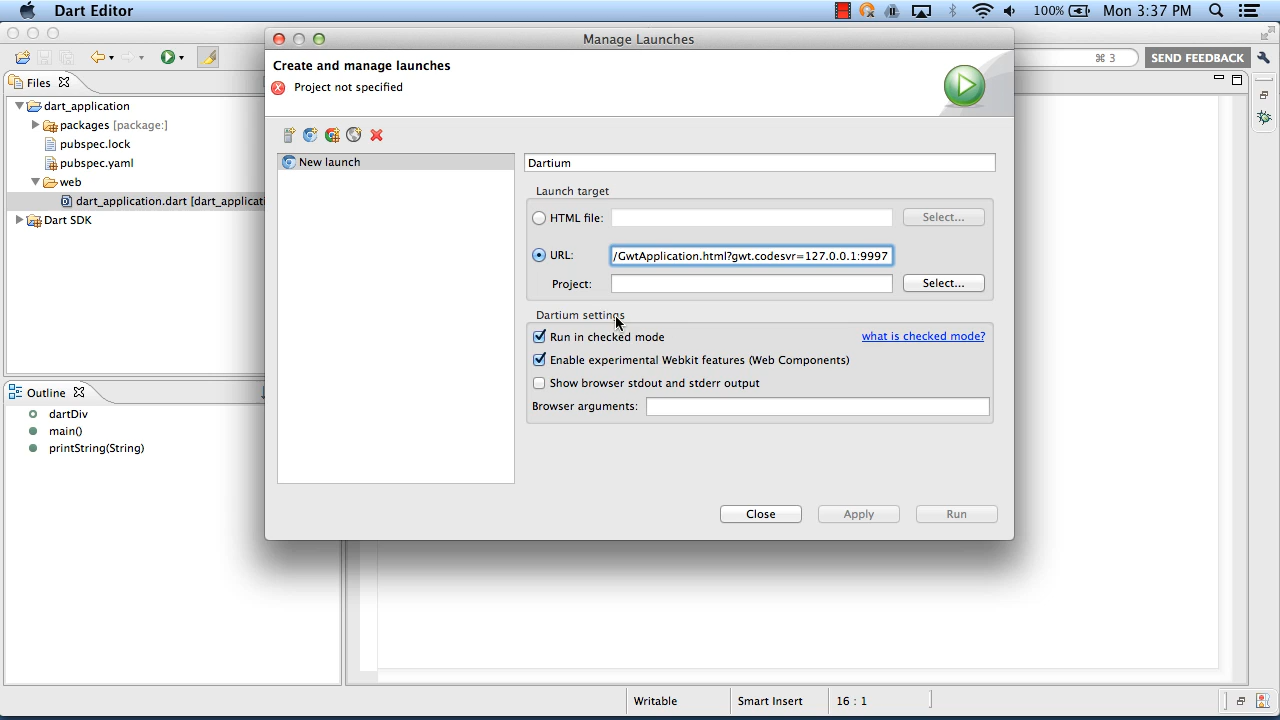 Dart Editor
100%
Mon 3:37 PM
Manage Launches
⌘ 3
SEND FEEDBACK
Create and manage launches
Project not specified
Files
dart_application
packages [package:]
pubspec.lock
pubspec.yaml
web
dart_application.dart [dart_applicati
Dart SDK
New launch
Dartium
Launch target
HTML file:
Select...
URL:
/GwtApplication.html?gwt.codesvr=127.0.0.1:9997
Project:
Select...
Dartium settings
Run in checked mode
what is checked mode?
Enable experimental Webkit features (Web Components)
Show browser stdout and stderr output
Browser arguments:
Close
Apply
Run
Outline
dartDiv
main()
printString(String)
Writable
Smart Insert
16 : 1